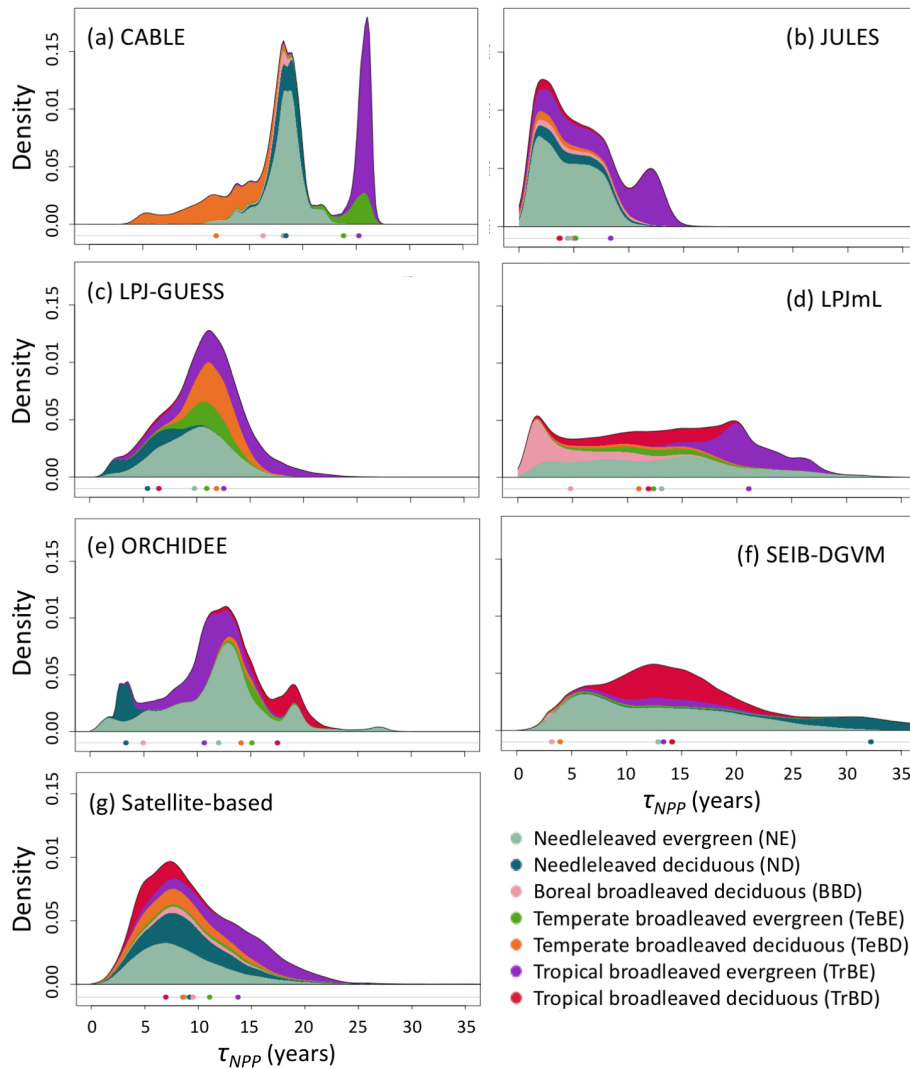 (a) CABLE
(b) JULES
Density
0.00 0.05 0.10 0.15
(c) LPJ-GUESS
(d) LPJmL
Density
0.00 0.05 0.01 0.15
(e) ORCHIDEE
(f) SEIB-DGVM
Density
0.00 0.05 0.01 0.15
0 5 10 15 20 25 30 35
τNPP (years)
(g) Satellite-based
Density
0.00 0.05 0.01 0.15
0 5 10 15 20 25 30 35
τNPP (years)
Needleleaved evergreen (NE)
Needleleaved deciduous (ND)
Boreal broadleaved deciduous (BBD)
Temperate broadleaved evergreen (TeBE)
Temperate broadleaved deciduous (TeBD)
Tropical broadleaved evergreen (TrBE)
Tropical broadleaved deciduous (TrBD)